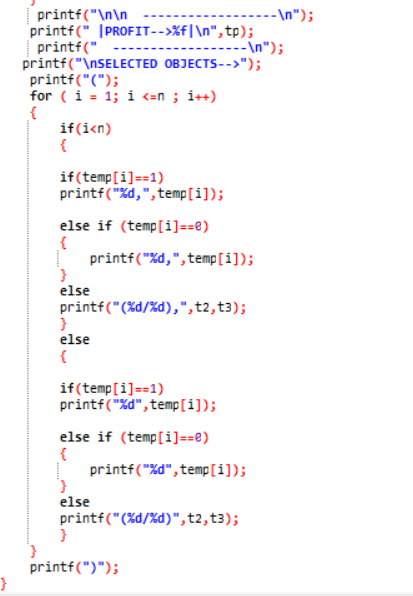 }
printf("\n\n  ------------------\n");
printf(" |PROFIT-->%f|\n",tp);
printf("  ------------------\n");
printf("\nSELECTED OBJECTS-->");
printf("(");
for ( i = 1; i <=n ; i++)
{
if(i<n)
{
if(temp[i]==1)
printf("%d,",temp[i]);
else if (temp[i]==0)
{
printf("%d,",temp[i]);
}
else
printf("(%d/%d),",t2,t3);
}
else
{
if(temp[i]==1)
printf("%d",temp[i]);
else if (temp[i]==0)
{
printf("%d",temp[i]);
}
else
printf("(%d/%d)",t2,t3);
}
}
printf(")");
}